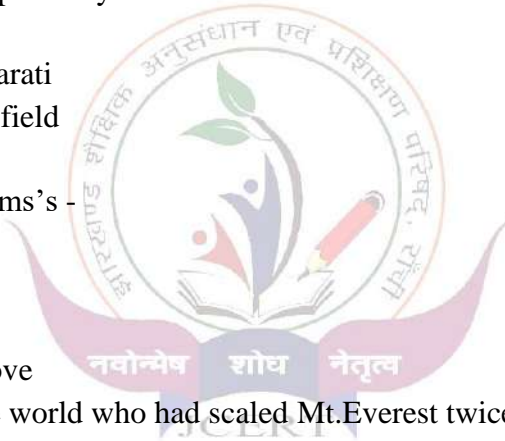 arati
field
ms's -
ove
world who had scaled Mt.Everest twice
झारखण्ड शैक्षिक अनुसंधान एवं प्रशिक्षण परिषद, राँची
नवोन्मेष शोध नेतृत्व
JCERT